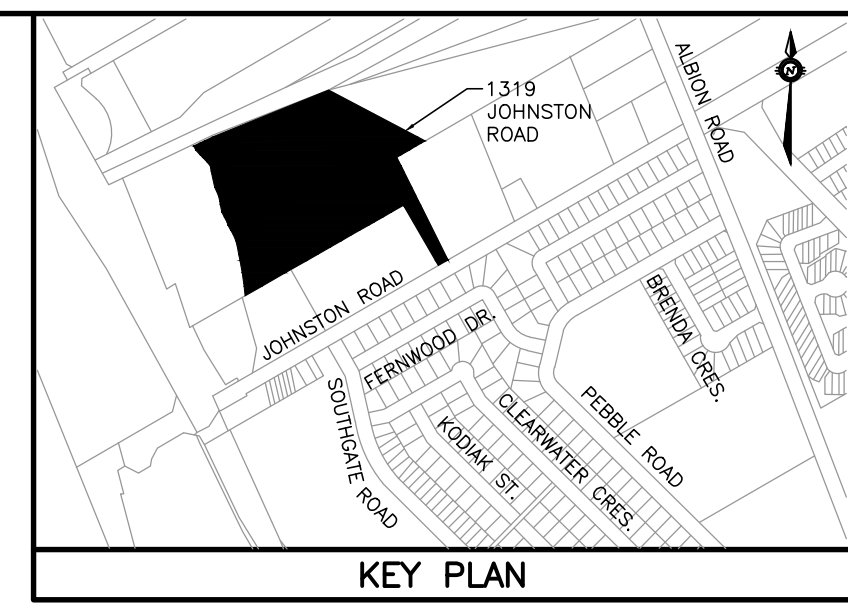 1319
JOHNSTON
ROAD
ALBION ROAD
N
JOHNSTON ROAD
FERNWOOD DR.
BRENDA CRES.
SOUTHGATE ROAD
KODIAK ST.
CLEARWATER CRES.
PEBBLE ROAD
KEY PLAN